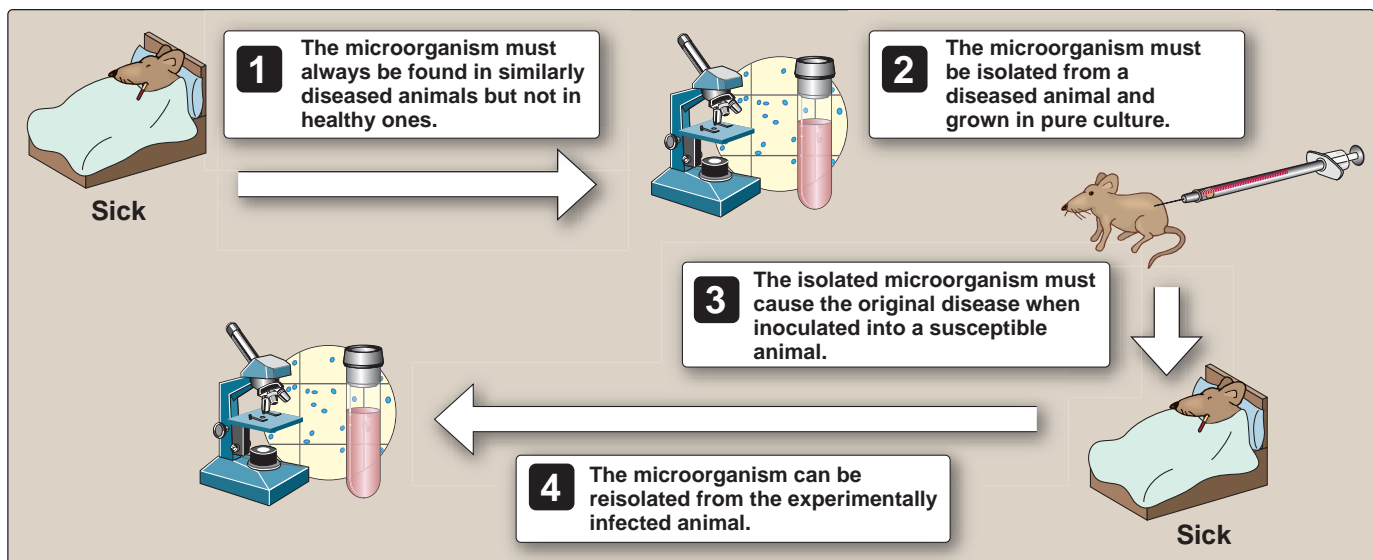 1
The microorganism must
always be found in similarly
diseased animals but not in
healthy ones.
Sick
2
The microorganism must
be isolated from a
diseased animal and
grown in pure culture.
3
The isolated microorganism must
cause the original disease when
inoculated into a susceptible
animal.
4
The microorganism can be
reisolated from the experimentally
infected animal.
Sick